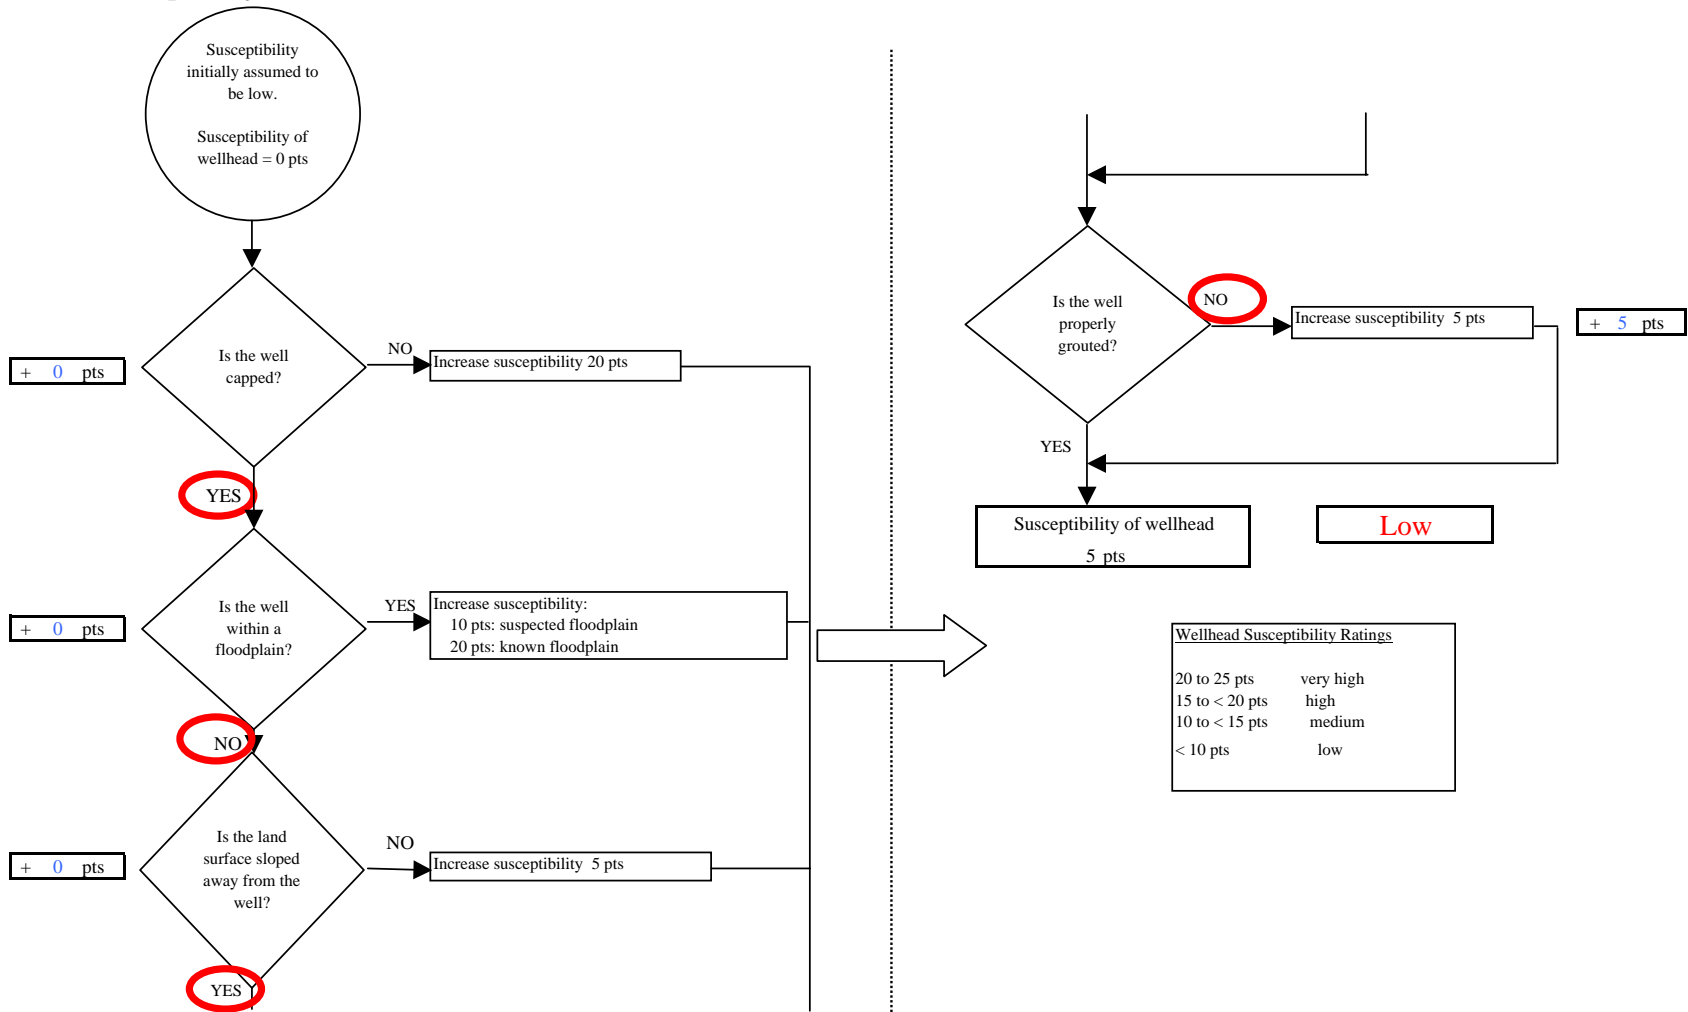 Susceptibility
initially assumed to
be low.
Susceptibility of
wellhead = 0 pts
Is the well
capped?
NO
Increase susceptibility 20 pts
+ 0 pts
YES
Is the well
within a
floodplain?
YES
Increase susceptibility:
10 pts: suspected floodplain
20 pts: known floodplain
+ 0 pts
NO
Is the land
surface sloped
away from the
well?
NO
Increase susceptibility 5 pts
+ 0 pts
YES
Is the well
properly
grouted?
NO
Increase susceptibility 5 pts
+ 5 pts
YES
Susceptibility of wellhead
5 pts
Low
Wellhead Susceptibility Ratings
20 to 25 pts very high
15 to < 20 pts high
10 to < 15 pts medium
< 10 pts low